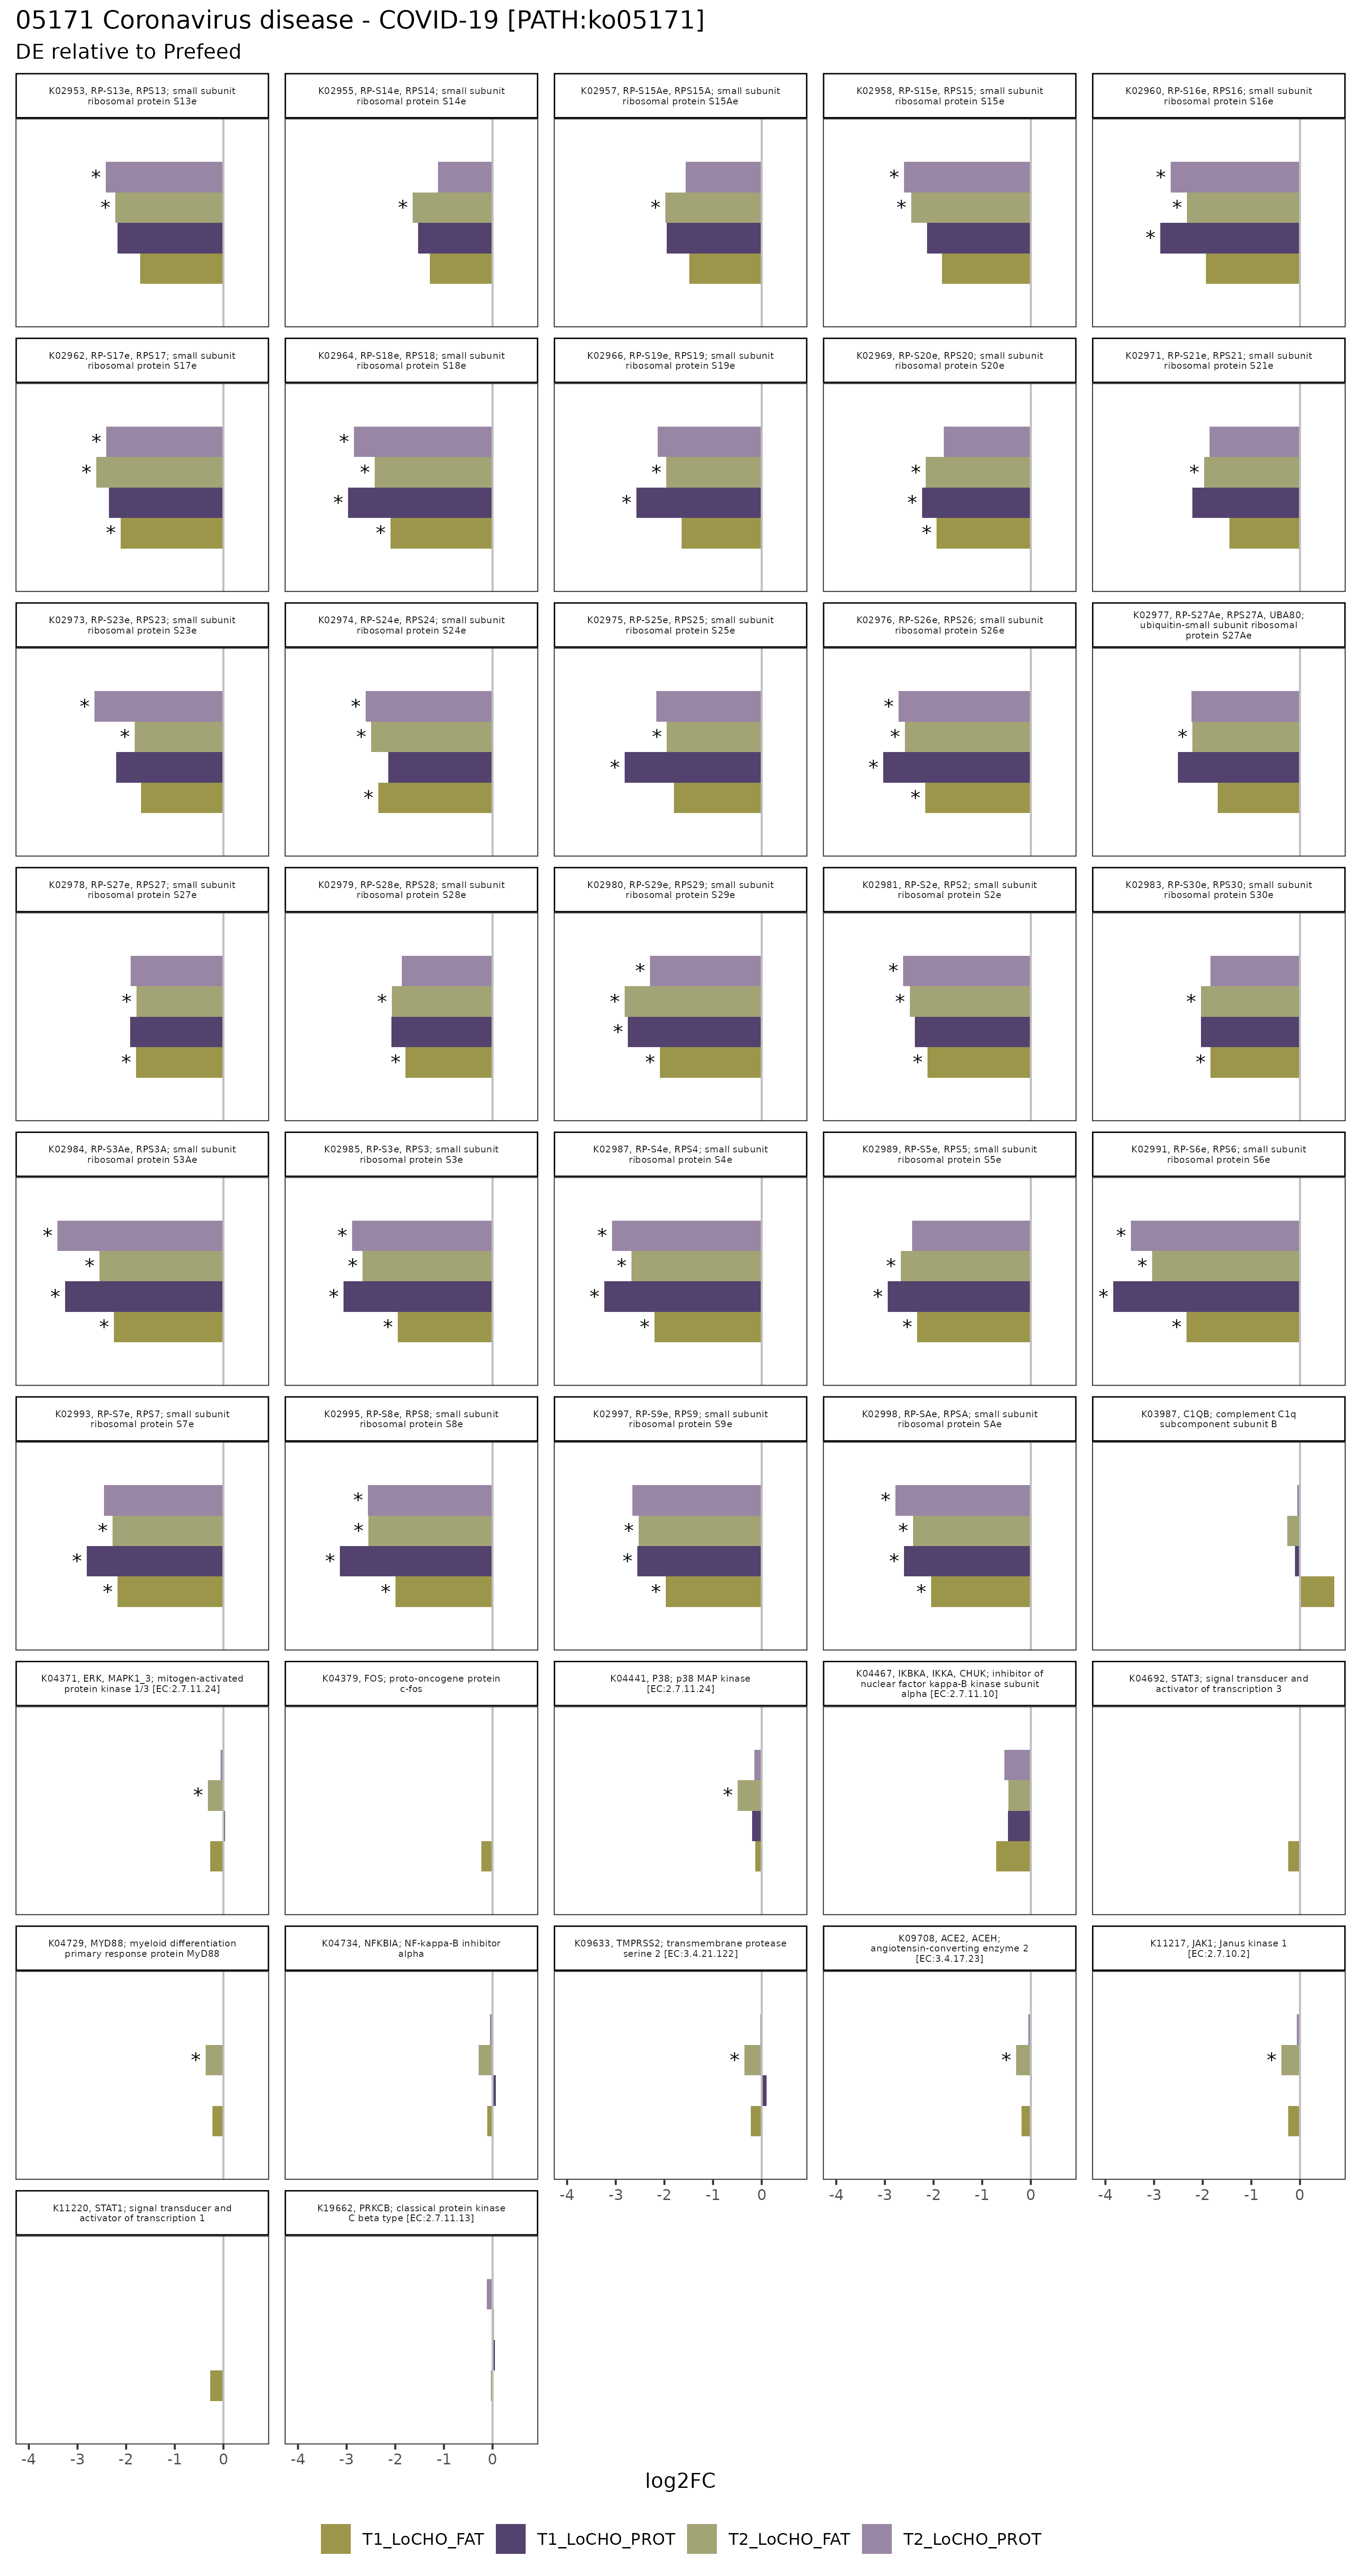 05171 Coronavirus disease - COVID-19 [PATH:ko05171]
DE relative to Prefeed
K02953, RP-S13e, RPS13; small subunit
ribosomal protein S13e
K02955, RP-S14e, RPS14; small subunit
ribosomal protein S14e
K02957, RP-S15Ae, RPS15A; small subunit
ribosomal protein S15Ae
K02958, RP-S15e, RPS15; small subunit
ribosomal protein S15e
K02960, RP-S16e, RPS16; small subunit
ribosomal protein S16e
* *
*
*
* *
* * *
K02962, RP-S17e, RPS17; small subunit
ribosomal protein S17e
K02964, RP-S18e, RPS18; small subunit
ribosomal protein S18e
K02966, RP-S19e, RPS19; small subunit
ribosomal protein S19e
K02969, RP-S20e, RPS20; small subunit
ribosomal protein S20e
K02971, RP-S21e, RPS21; small subunit
ribosomal protein S21e
* * *
* * * *
* *
* * *
*
K02973, RP-S23e, RPS23; small subunit
ribosomal protein S23e
K02974, RP-S24e, RPS24; small subunit
ribosomal protein S24e
K02975, RP-S25e, RPS25; small subunit
ribosomal protein S25e
K02976, RP-S26e, RPS26; small subunit
ribosomal protein S26e
K02977, RP-S27Ae, RPS27A, UBA80;
ubiquitin-small subunit ribosomal
protein S27Ae
* *
* * *
* *
* * * *
*
K02978, RP-S27e, RPS27; small subunit
ribosomal protein S27e
K02979, RP-S28e, RPS28; small subunit
ribosomal protein S28e
K02980, RP-S29e, RPS29; small subunit
ribosomal protein S29e
K02981, RP-S2e, RPS2; small subunit
ribosomal protein S2e
K02983, RP-S30e, RPS30; small subunit
ribosomal protein S30e
* *
* *
* * * *
* * *
* *
K02984, RP-S3Ae, RPS3A; small subunit
ribosomal protein S3Ae
K02985, RP-S3e, RPS3; small subunit
ribosomal protein S3e
K02987, RP-S4e, RPS4; small subunit
ribosomal protein S4e
K02989, RP-S5e, RPS5; small subunit
ribosomal protein S5e
K02991, RP-S6e, RPS6; small subunit
ribosomal protein S6e
* * * *
* * * *
* * * *
* * *
* * * *
K02993, RP-S7e, RPS7; small subunit
ribosomal protein S7e
K02995, RP-S8e, RPS8; small subunit
ribosomal protein S8e
K02997, RP-S9e, RPS9; small subunit
ribosomal protein S9e
K02998, RP-SAe, RPSA; small subunit
ribosomal protein SAe
K03987, C1QB; complement C1q
subcomponent subunit B
* * *
* * * *
* * *
* * * *
K04371, ERK, MAPK1_3; mitogen-activated
protein kinase 1/3 [EC:2.7.11.24]
K04379, FOS; proto-oncogene protein
c-fos
K04441, P38; p38 MAP kinase
[EC:2.7.11.24]
K04467, IKBKA, IKKA, CHUK; inhibitor of
nuclear factor kappa-B kinase subunit
alpha [EC:2.7.11.10]
K04692, STAT3; signal transducer and
activator of transcription 3
*
*
K04729, MYD88; myeloid differentiation
primary response protein MyD88
K04734, NFKBIA; NF-kappa-B inhibitor
alpha
K09633, TMPRSS2; transmembrane protease
serine 2 [EC:3.4.21.122]
K09708, ACE2, ACEH;
angiotensin-converting enzyme 2
[EC:3.4.17.23]
K11217, JAK1; Janus kinase 1
[EC:2.7.10.2]
*
*
*
*
-4 -3 -2 -1 0
-4 -3 -2 -1 0
-4 -3 -2 -1 0
K11220, STAT1; signal transducer and
activator of transcription 1
K19662, PRKCB; classical protein kinase
C beta type [EC:2.7.11.13]
-4 -3 -2 -1 0
-4 -3 -2 -1 0
log2FC
T1_LoCHO_FAT T1_LoCHO_PROT T2_LoCHO_FAT T2_LoCHO_PROT